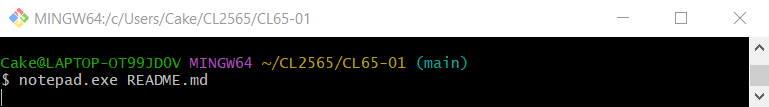 MINGW64:/c/Users/Cake/CL2565/CL65-01
Cake@LAPTOP-OT99JDOV MINGW64 ~/CL2565/CL65-01 (main)
$ notepad.exe README.md